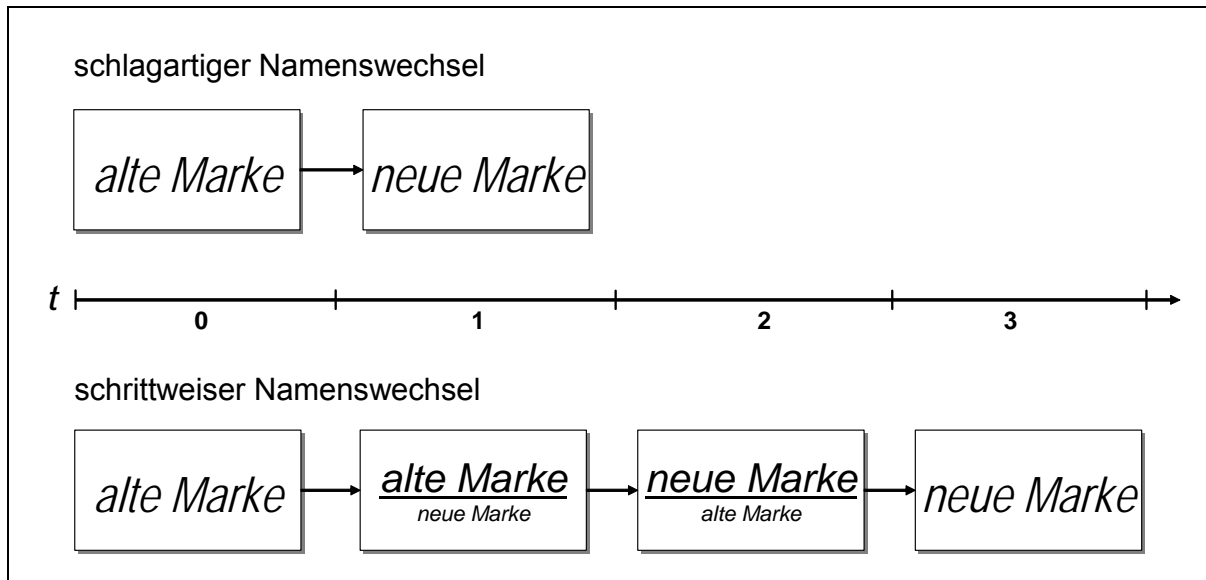 schlagartiger Namenswechsel
alte Marke
neue Marke
t
0
1
2
3
schrittweiser Namenswechsel
alte Marke
alte Marke
neue Marke
neue Marke
alte Marke
neue Marke